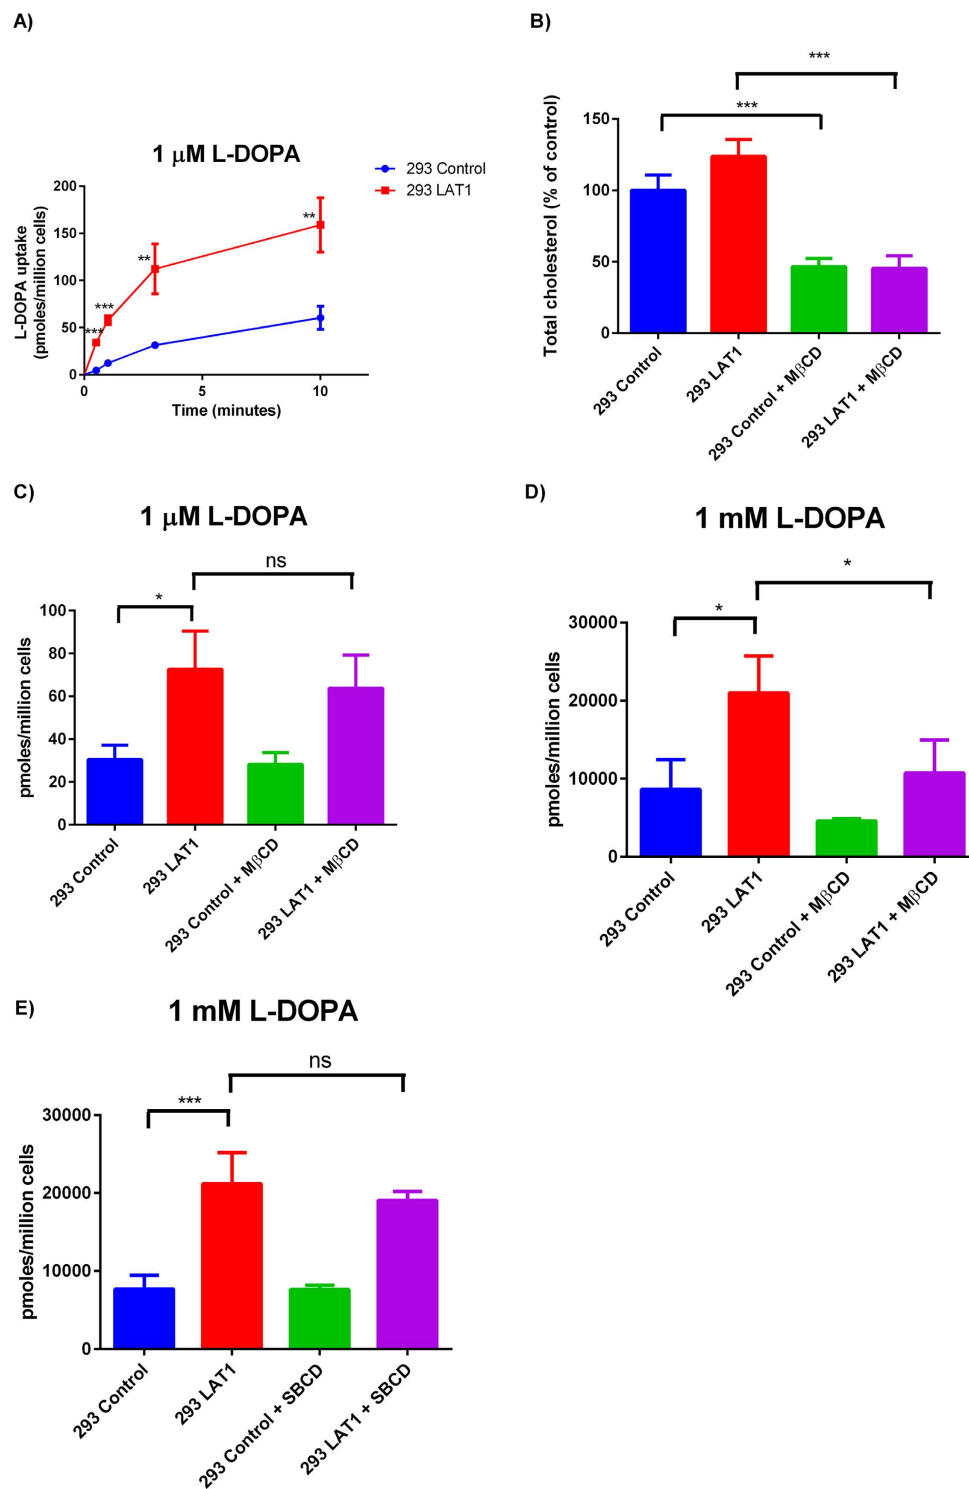 A)
1 μM L-DOPA
293 Control
293 LAT1
L-DOPA uptake
(pmoles/million cells)
200
150
100
50
0
***
***
**
**
0
5
10
Time (minutes)
B)
***
***
Total cholesterol (% of control)
150
100
50
0
293 Control
293 LAT1
293 Control + MβCD
293 LAT1 + MβCD
C)
1 μM L-DOPA
ns
*
pmoles/million cells
100
80
60
40
20
0
293 Control
293 LAT1
293 Control + MβCD
293 LAT1 + MβCD
D)
1 mM L-DOPA
*
*
pmoles/million cells
30000
20000
10000
0
293 Control
293 LAT1
293 Control + MβCD
293 LAT1 + MβCD
E)
1 mM L-DOPA
ns
***
pmoles/million cells
30000
20000
10000
0
293 Control
293 LAT1
293 Control + SBCD
293 LAT1 + SBCD